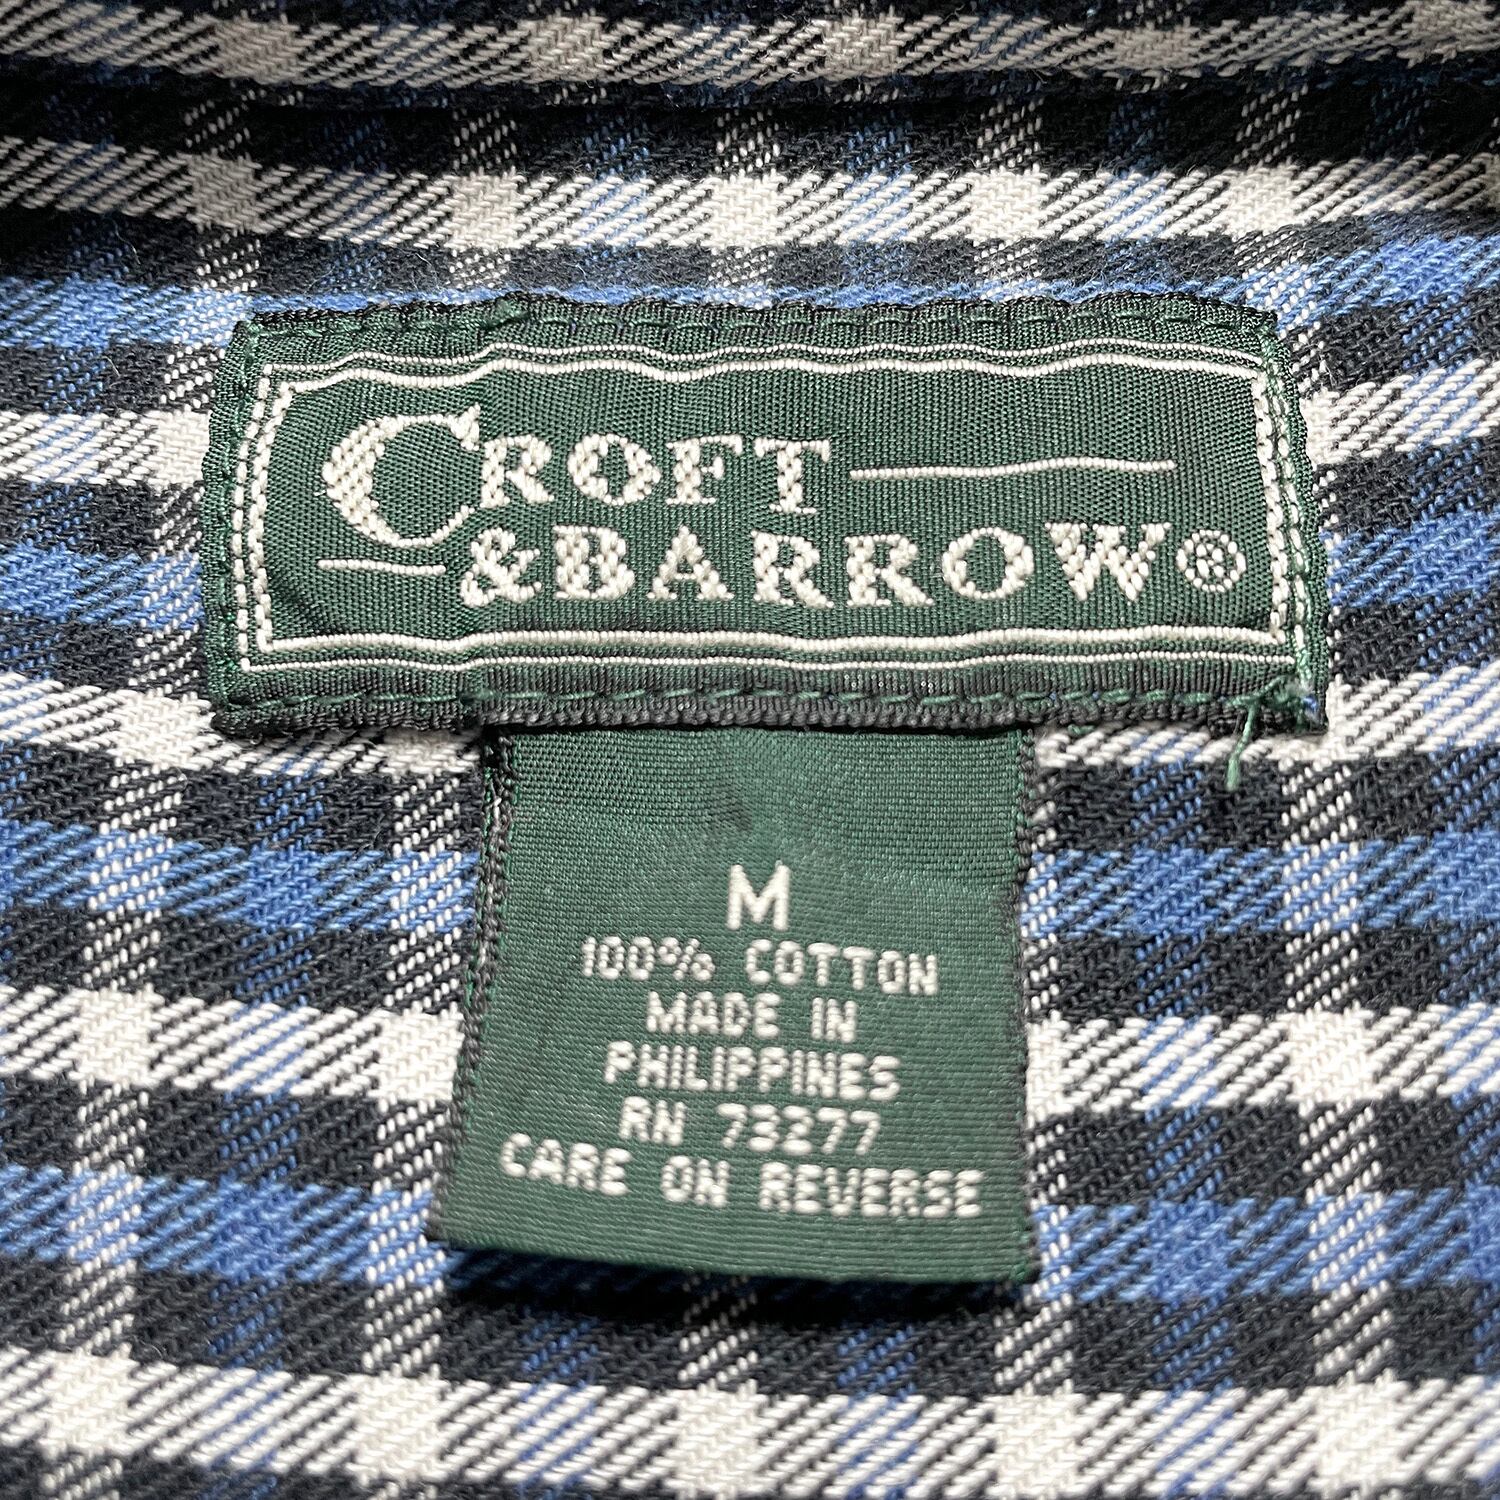 CROFT
&BARROW®
M
100% COTTON
MADE IN
PHILIPPINES
RN 73277
CARE ON REVERSE